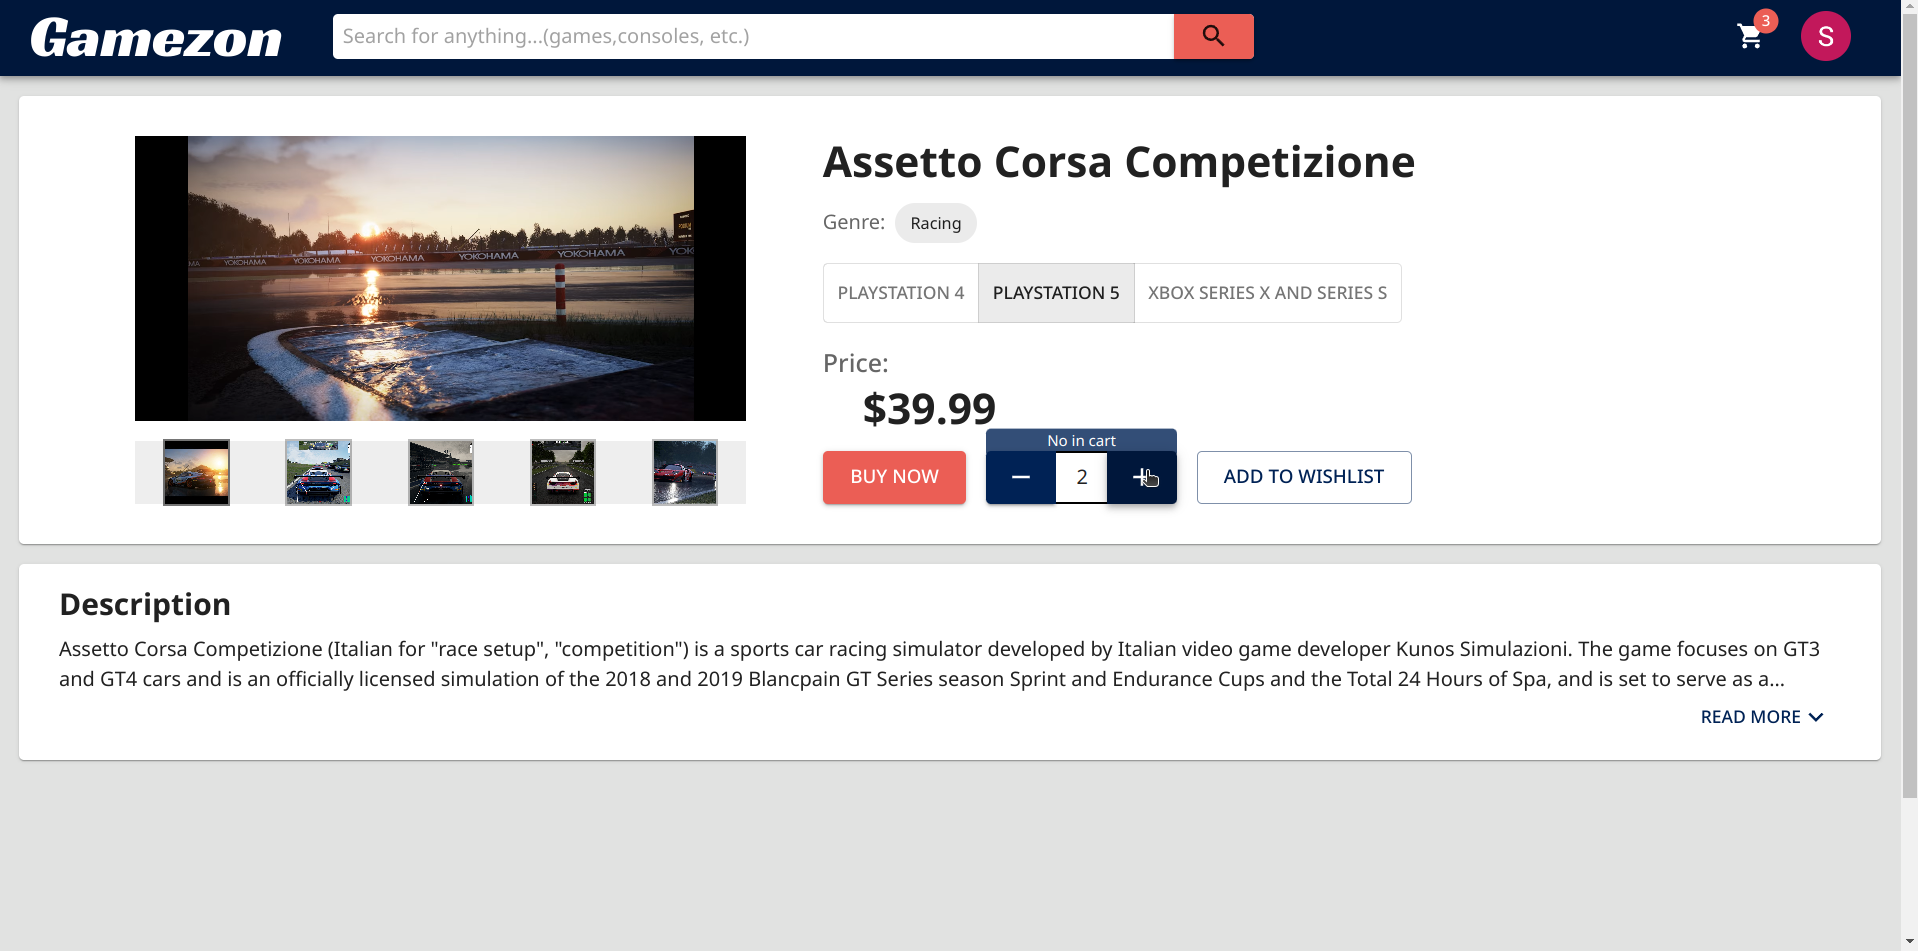 Gamezon
Search for anything...(games,consoles, etc.)
3
S
Assetto Corsa Competizione
Genre: Racing
PLAYSTATION 4 PLAYSTATION 5 XBOX SERIES X AND SERIES S
Price:
$39.99
No in cart
BUY NOW 2 ADD TO WISHLIST
YOKOHAMA YOKOHAMA YOKOHAMA YOKOHAMA YOKOHAMA
Description
Assetto Corsa Competizione (Italian for "race setup", "competition") is a sports car racing simulator developed by Italian video game developer Kunos Simulazioni. The game focuses on GT3
and GT4 cars and is an officially licensed simulation of the 2018 and 2019 Blancpain GT Series season Sprint and Endurance Cups and the Total 24 Hours of Spa, and is set to serve as a...
READ MORE